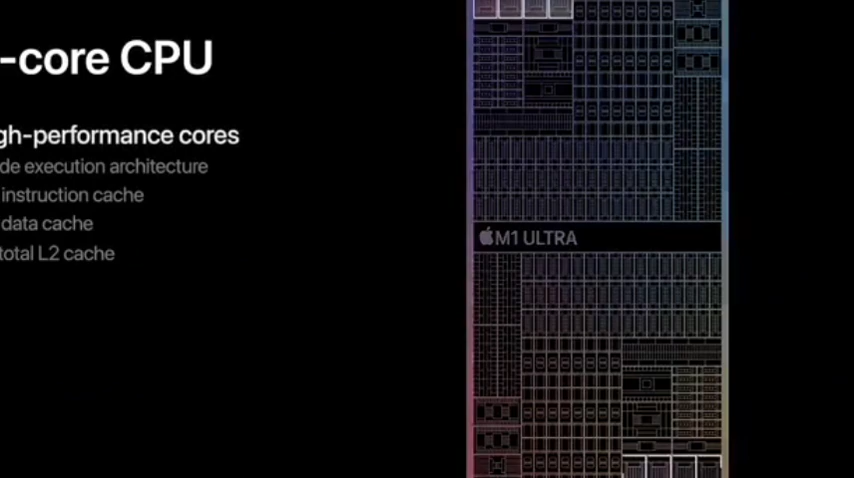 -core CPU
gh-performance cores
de execution architecture
instruction cache
data cache
total L2 cache
M1 ULTRA